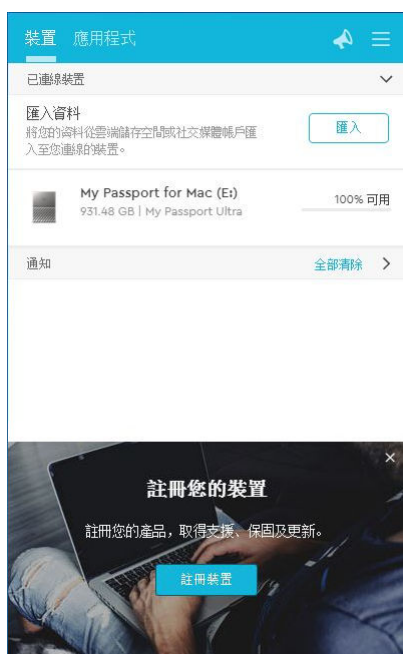 裝置 應用程式
已連線裝置
匯入資料
將您的資料從雲端儲存空間或社交媒體帳戶匯
入至您連線的裝置。
匯入
My Passport for Mac (E:)
931.48 GB | My Passport Ultra
100% 可用
通知 全部清除
註冊您的裝置
註冊您的產品，取得支援、保固及更新。
註冊裝置